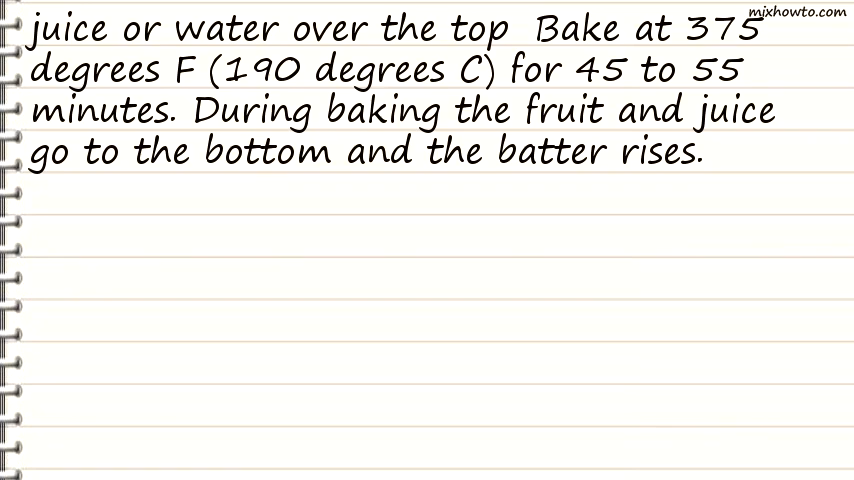 mixhowto.com
juice or water over the top  Bake at 375
degrees F (190 degrees C) for 45 to 55
minutes. During baking the fruit and juice
go to the bottom and the batter rises.